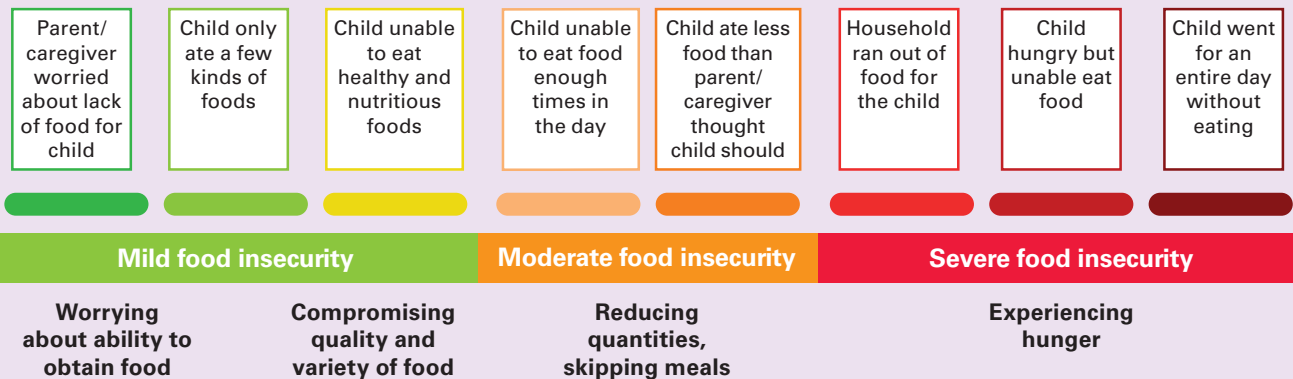 Parent/
caregiver
worried
about lack
of food for
child
Child only
ate a few
kinds of
foods
Child unable
to eat
healthy and
nutritious
foods
Child unable
to eat food
enough
times in
the day
Child ate less
food than
parent/
caregiver
thought
child should
Household
ran out of
food for
the child
Child
hungry but
unable eat
food
Child went
for an
entire day
without
eating
Mild food insecurity
Moderate food insecurity
Severe food insecurity
Worrying
about ability to
obtain food
Compromising
quality and
variety of food
Reducing
quantities,
skipping meals
Experiencing
hunger